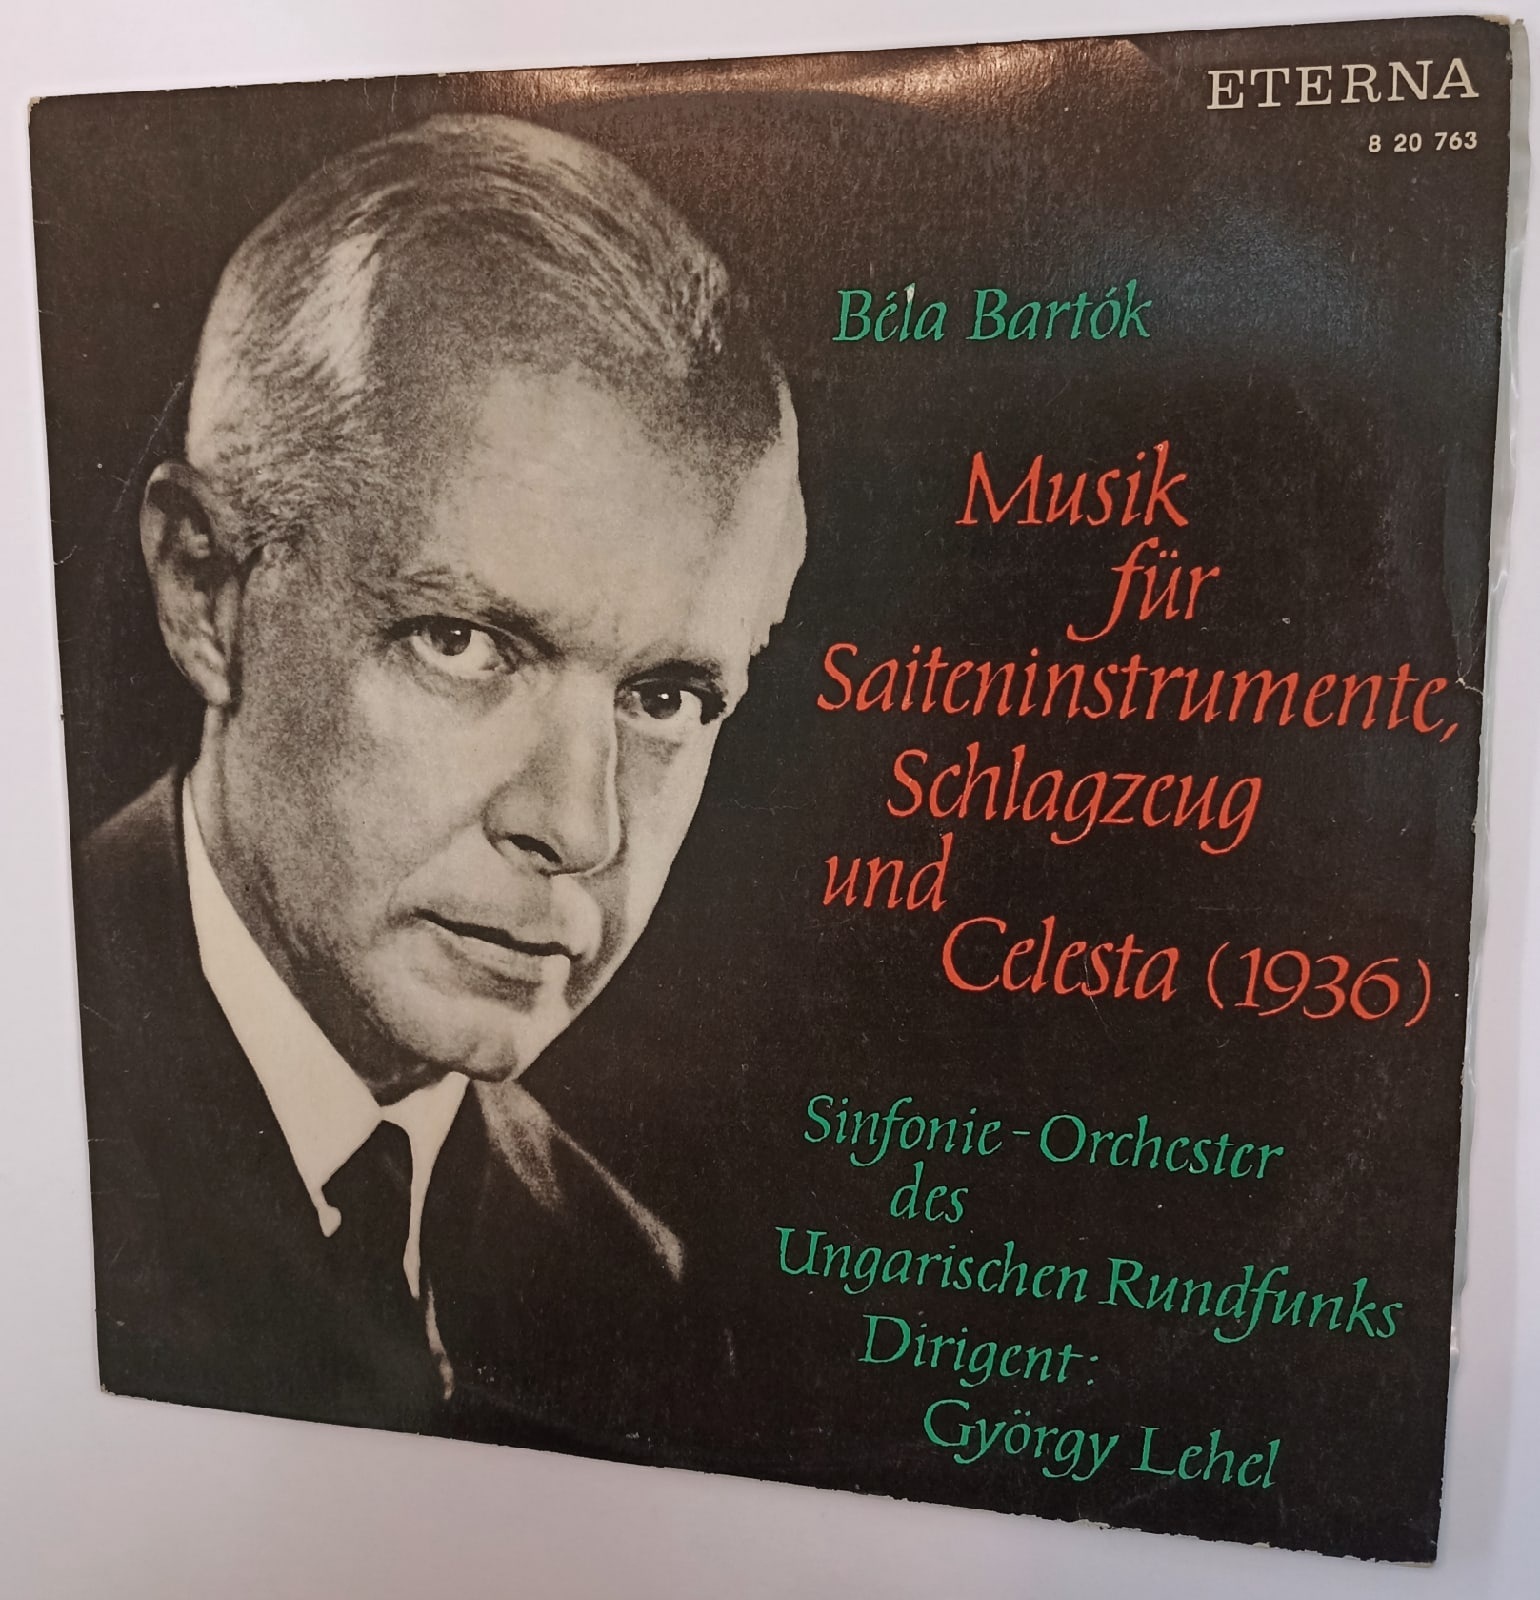 ETERNA
8 20 763
Béla Bartók
Musik
für
Saiteninstrumente,
Schlagzeug
und
Celesta (1936)
Sinfonie-Orchester
des
Ungarischen Rundfunks
Dirigent:
György Lehel